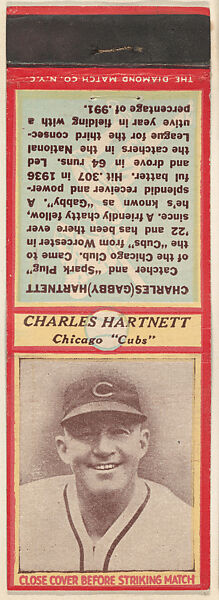 THE DIAMOND MATCH CO. N.Y.C.
CHARLES (GABBY) HARTNETT
Catcher and "Spark Plug"
of the Chicago Club. Came to
the "Cubs" from Worcester in
'22 and has been there ever
since. A friendly chatty fellow
he's known as "Gabby". A
splendid receiver and power-
ful batter. Hit .307 in 1936
and drove in 64 runs. Led
the catchers in the National
League for the third consec-
utive year in fielding with a
percentage of .991.
CHARLES HARTNETT
Chicago "Cubs"
C
CLOSE COVER BEFORE STRIKING MATCH